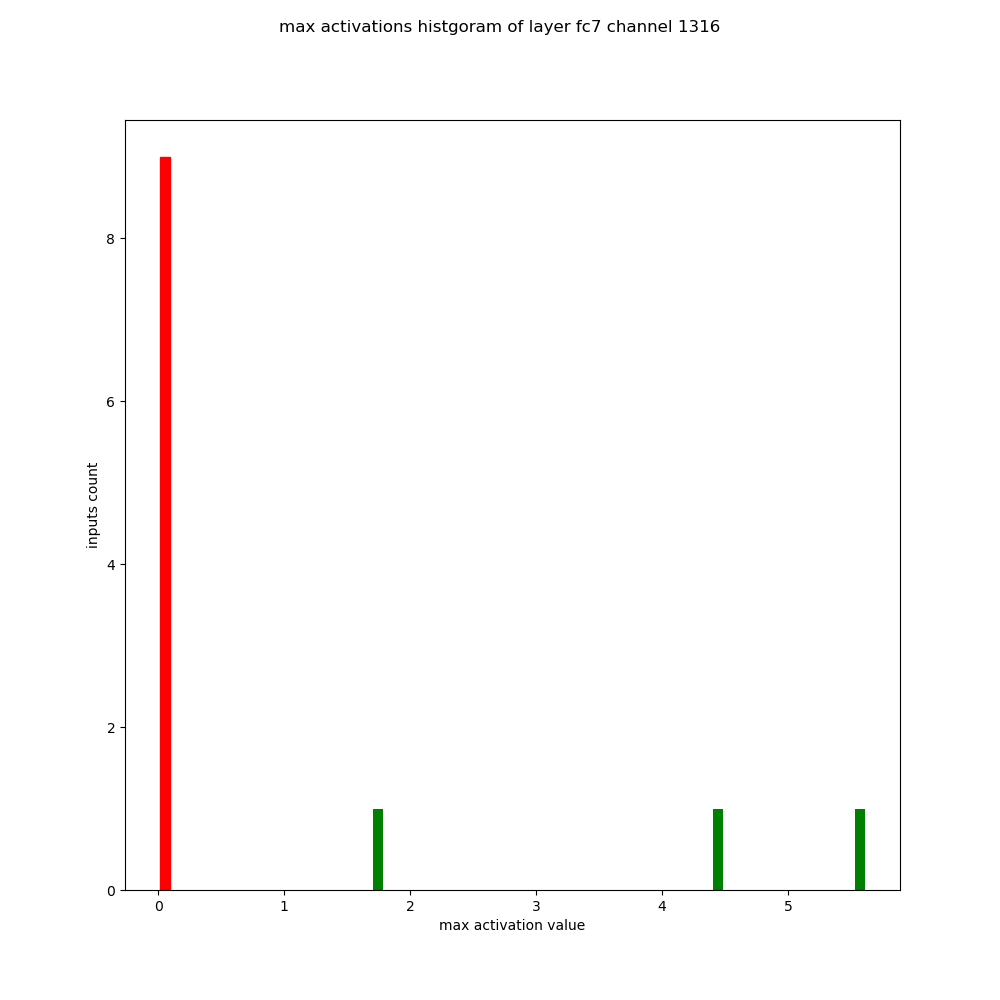 max activations histgoram of layer fc7 channel 1316
8
6
4
2
0
inputs count
0 1 2 3 4 5
max activation value